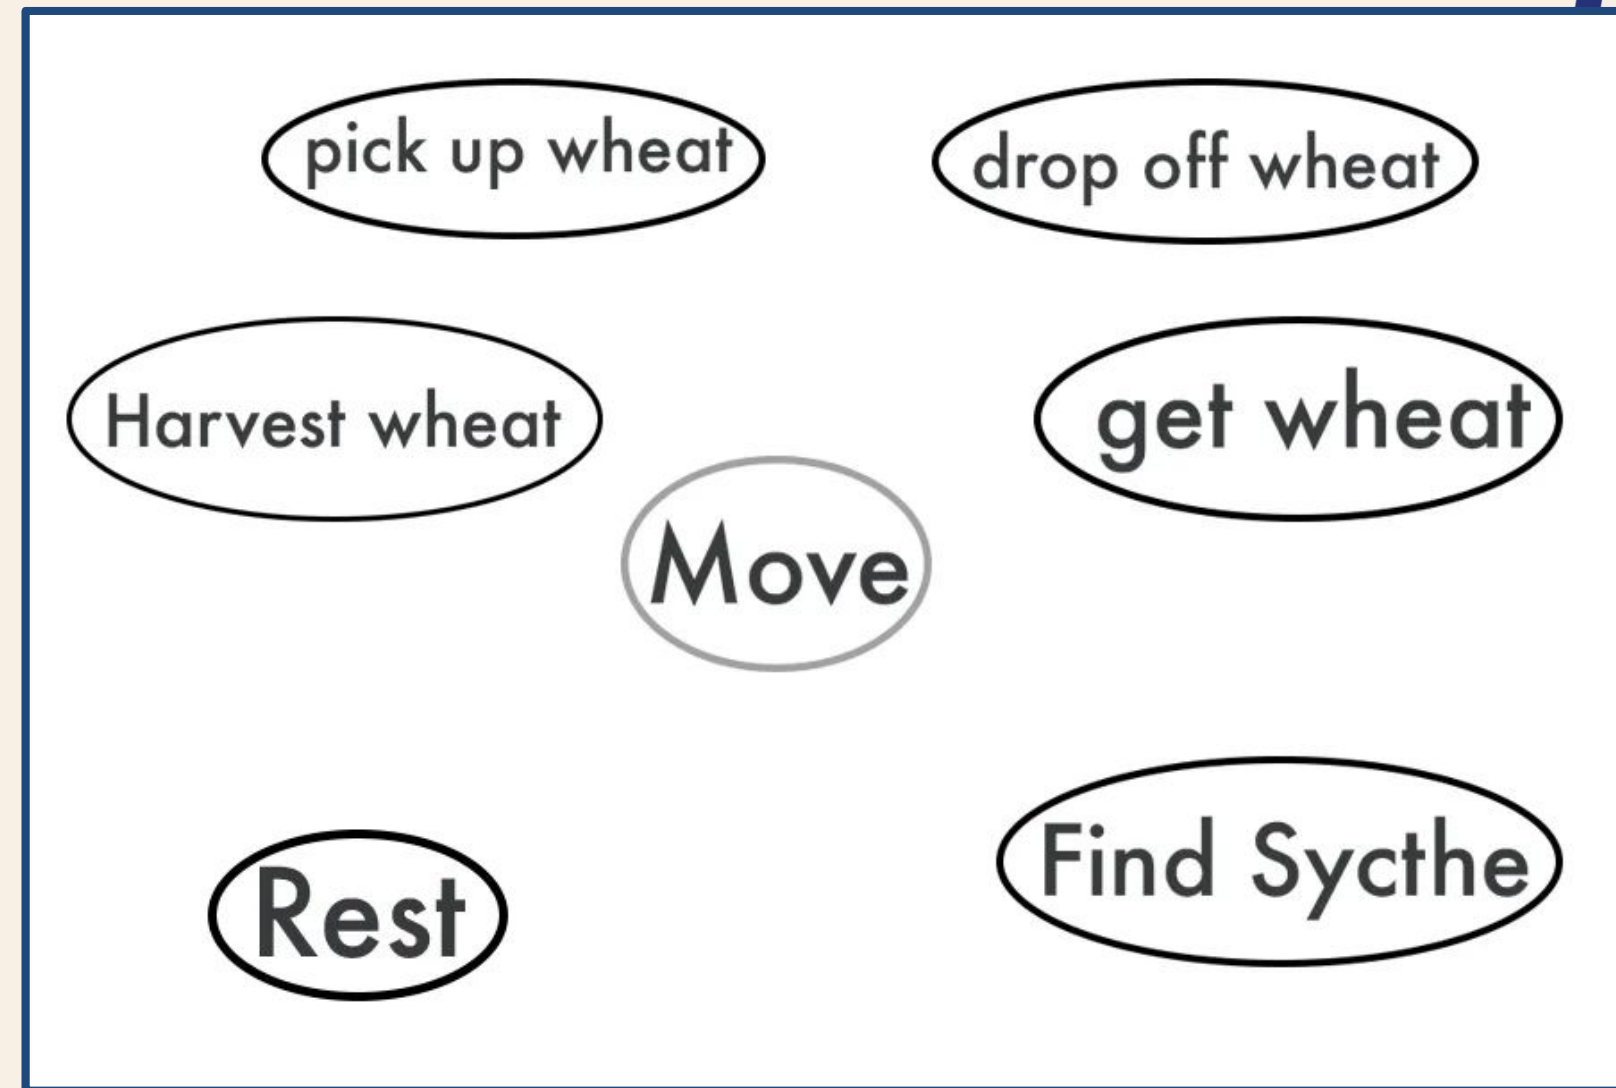 pick up wheat
drop off wheat
Harvest wheat
get wheat
Move
Rest
Find Sycthe